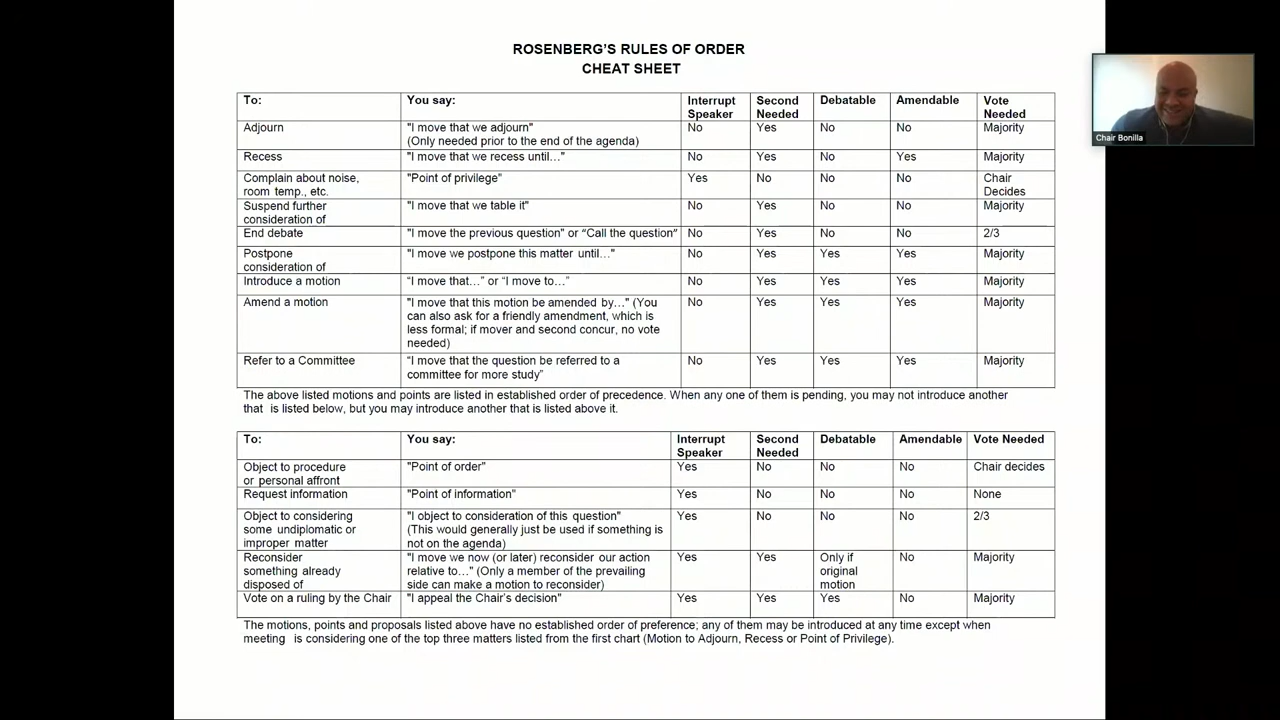 ROSENBERG'S RULES OF ORDER
CHEAT SHEET
To: You say: Interrupt Speaker Second Needed Debatable Amendable Vote Needed
Adjourn "I move that we adjourn" (Only needed prior to the end of the agenda) No Yes No No Majority
Recess "I move that we recess until…" No Yes No Yes Majority
Complain about noise, room temp., etc. "Point of privilege" Yes No No No Chair Decides
Suspend further consideration of "I move that we table it" No Yes No No Majority
End debate "I move the previous question" or “Call the question” No Yes No No 2/3
Postpone consideration of "I move we postpone this matter until…" No Yes Yes Yes Majority
Introduce a motion “I move that…” or “I move to…” No Yes Yes Yes Majority
Amend a motion "I move that this motion be amended by…" (You can also ask for a friendly amendment, which is less formal; if mover and second concur, no vote needed) No Yes Yes Yes Majority
Refer to a Committee “I move that the question be referred to a committee for more study” No Yes Yes Yes Majority
The above listed motions and points are listed in established order of precedence. When any one of them is pending, you may not introduce another
that is listed below, but you may introduce another that is listed above it.
To: You say: Interrupt Speaker Second Needed Debatable Amendable Vote Needed
Object to procedure or personal affront "Point of order" Yes No No No Chair decides
Request information "Point of information" Yes No No No None
Object to considering some undiplomatic or improper matter "I object to consideration of this question" (This would generally just be used if something is not on the agenda) Yes No No No 2/3
Reconsider something already disposed of "I move we now (or later) reconsider our action relative to…" (Only a member of the prevailing side can make a motion to reconsider) Yes Yes Only if original motion No Majority
Vote on a ruling by the Chair "I appeal the Chair’s decision" Yes Yes Yes No Majority
The motions, points and proposals listed above have no established order of preference; any of them may be introduced at any time except when
meeting is considering one of the top three matters listed from the first chart (Motion to Adjourn, Recess or Point of Privilege).
Chair Bonilla